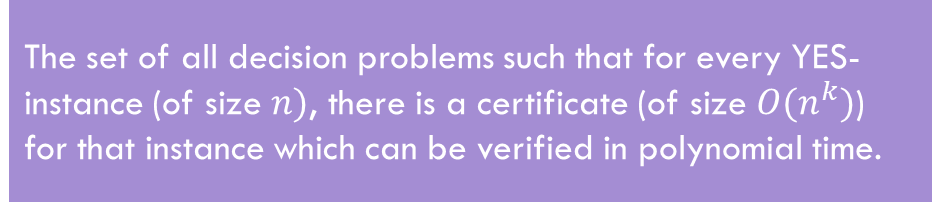 The set of all decision problems such that for every YES-
instance (of size 𝑛), there is a certificate (of size 𝑂(𝑛ᵏ))
for that instance which can be verified in polynomial time.